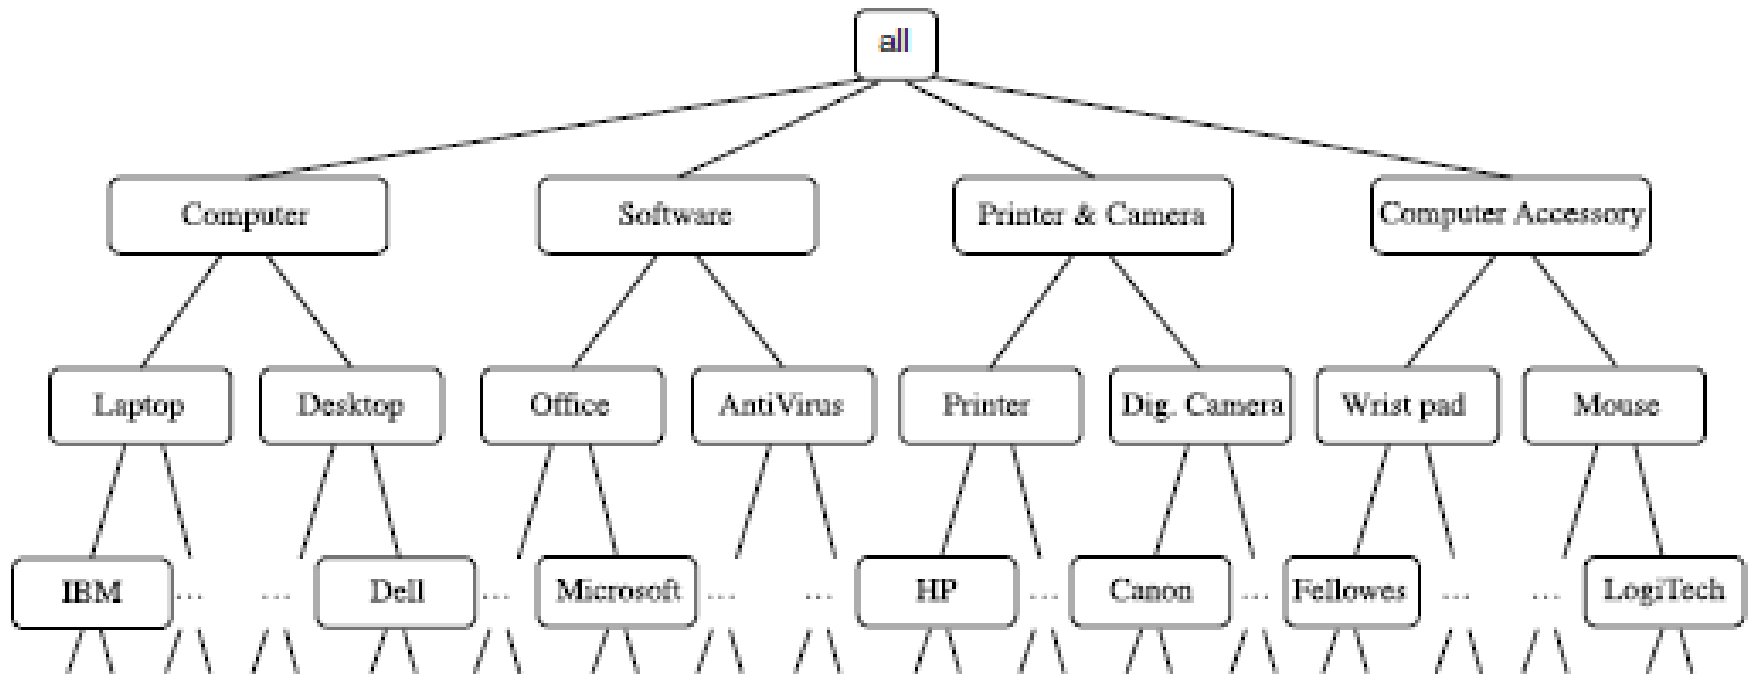 all
Computer
Software
Printer & Camera
Computer Accessory
Laptop
Desktop
Office
AntiVirus
Printer
Dig. Camera
Wrist pad
Mouse
IBM
...
...
Dell
...
Microsoft
...
...
HP
...
Canon
...
Fellowes
...
...
LogiTech